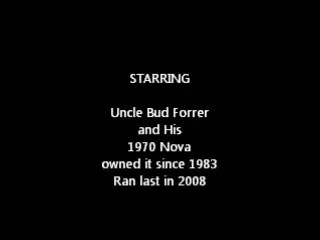 STARRING
Uncle Bud Forrer
and His
1970 Nova
owned it since 1983
Ran last in 2008